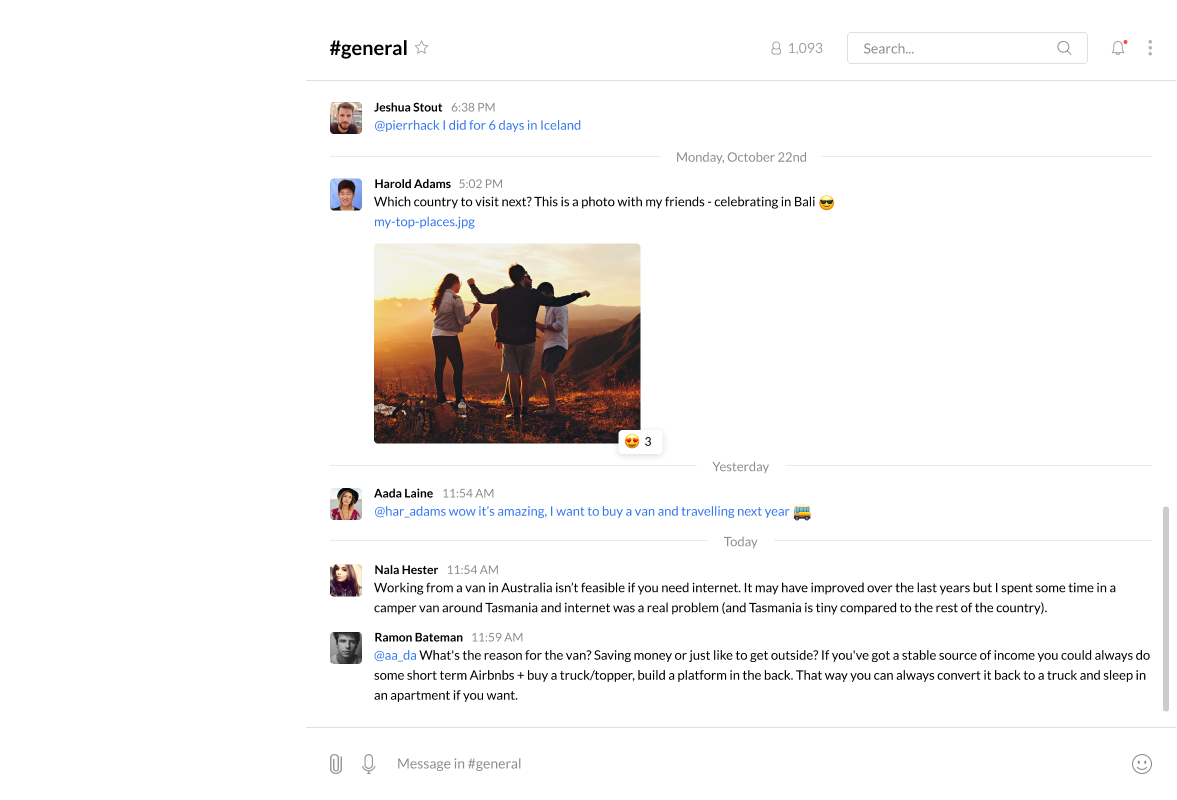 #general
1,093
Search...
Jeshua Stout 6:38 PM
@pierrhack I did for 6 days in Iceland
Monday, October 22nd
Harold Adams 5:02 PM
Which country to visit next? This is a photo with my friends - celebrating in Bali 😎
my-top-places.jpg
😍 3
Yesterday
Aada Laine 11:54 AM
@har_adams wow it’s amazing, I want to buy a van and travelling next year 🚌
Today
Nala Hester 11:54 AM
Working from a van in Australia isn’t feasible if you need internet. It may have improved over the last years but I spent some time in a
camper van around Tasmania and internet was a real problem (and Tasmania is tiny compared to the rest of the country).
Ramon Bateman 11:59 AM
@aa_da What's the reason for the van? Saving money or just like to get outside? If you've got a stable source of income you could always do
some short term Airbnbs + buy a truck/topper, build a platform in the back. That way you can always convert it back to a truck and sleep in
an apartment if you want.
Message in #general